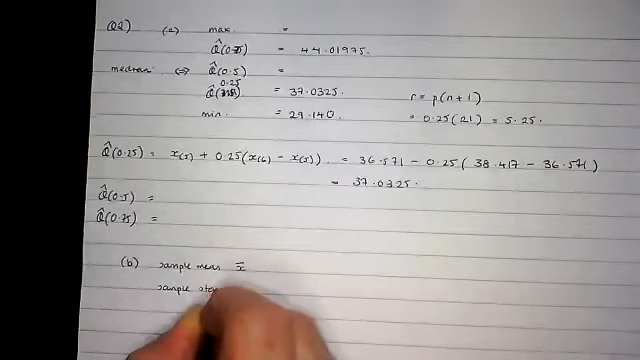 Q2) (a) max =
Q̂(0.75) = 44.01975.
median ⇔ Q̂(0.5) =
Q̂(0.25) = 37.0325. r = p(n+1)
min = 29.140. = 0.25(21) = 5.25.
Q̂(0.25) = x(5) + 0.25(x(6) - x(5)) = 36.571 - 0.25(38.417 - 36.571)
= 37.0325.
Q̂(0.5) =
Q̂(0.75) =
(b) sample mean x̄
sample